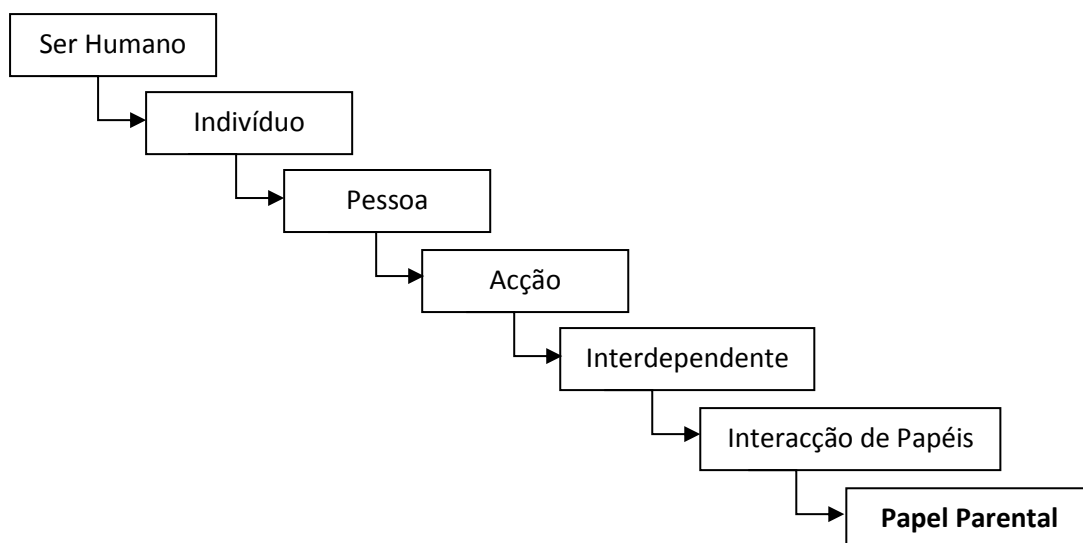 Ser Humano
Indivíduo
Pessoa
Acção
Interdependente
Interacção de Papéis
Papel Parental